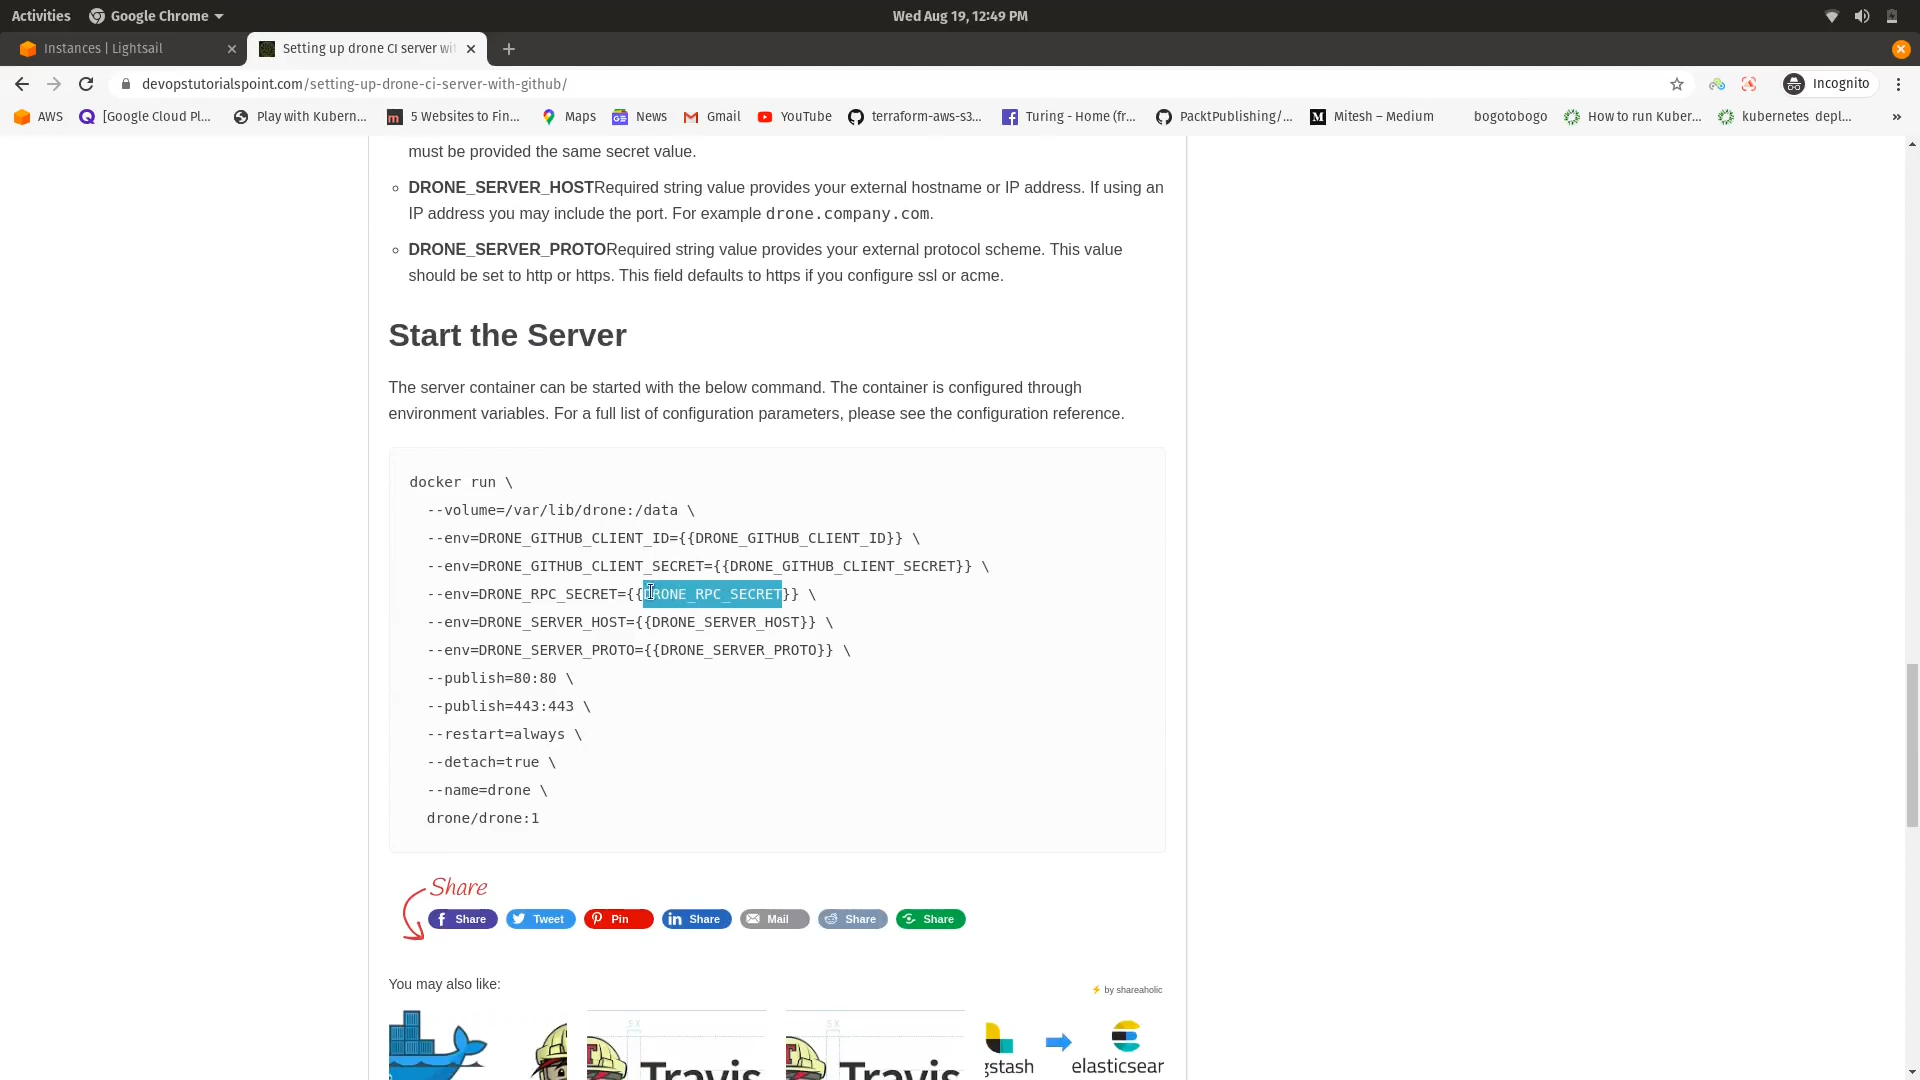 Activities
Google Chrome
Wed Aug 19, 12:49 PM
Instances | Lightsail
Setting up drone CI server wi
devopstutorialspoint.com/setting-up-drone-ci-server-with-github/
Incognito
AWS
[Google Cloud Pl...
Play with Kubern...
5 Websites to Fin...
Maps
News
Gmail
YouTube
terraform-aws-s3...
Turing - Home (fr...
PacktPublishing/...
Mitesh – Medium
bogotobogo
How to run Kuber...
kubernetes depl...
»
must be provided the same secret value.
DRONE_SERVER_HOSTRequired string value provides your external hostname or IP address. If using an
IP address you may include the port. For example drone.company.com.
DRONE_SERVER_PROTORequired string value provides your external protocol scheme. This value
should be set to http or https. This field defaults to https if you configure ssl or acme.
Start the Server
The server container can be started with the below command. The container is configured through
environment variables. For a full list of configuration parameters, please see the configuration reference.
docker run \
--volume=/var/lib/drone:/data \
--env=DRONE_GITHUB_CLIENT_ID={{DRONE_GITHUB_CLIENT_ID}} \
--env=DRONE_GITHUB_CLIENT_SECRET={{DRONE_GITHUB_CLIENT_SECRET}} \
--env=DRONE_RPC_SECRET={{DRONE_RPC_SECRET}} \
--env=DRONE_SERVER_HOST={{DRONE_SERVER_HOST}} \
--env=DRONE_SERVER_PROTO={{DRONE_SERVER_PROTO}} \
--publish=80:80 \
--publish=443:443 \
--restart=always \
--detach=true \
--name=drone \
drone/drone:1
Share
Share
Tweet
Pin
Share
Mail
Share
Share
You may also like:
by shareaholic
5 X
5 X
Travis
Travis
gstash
elasticsear